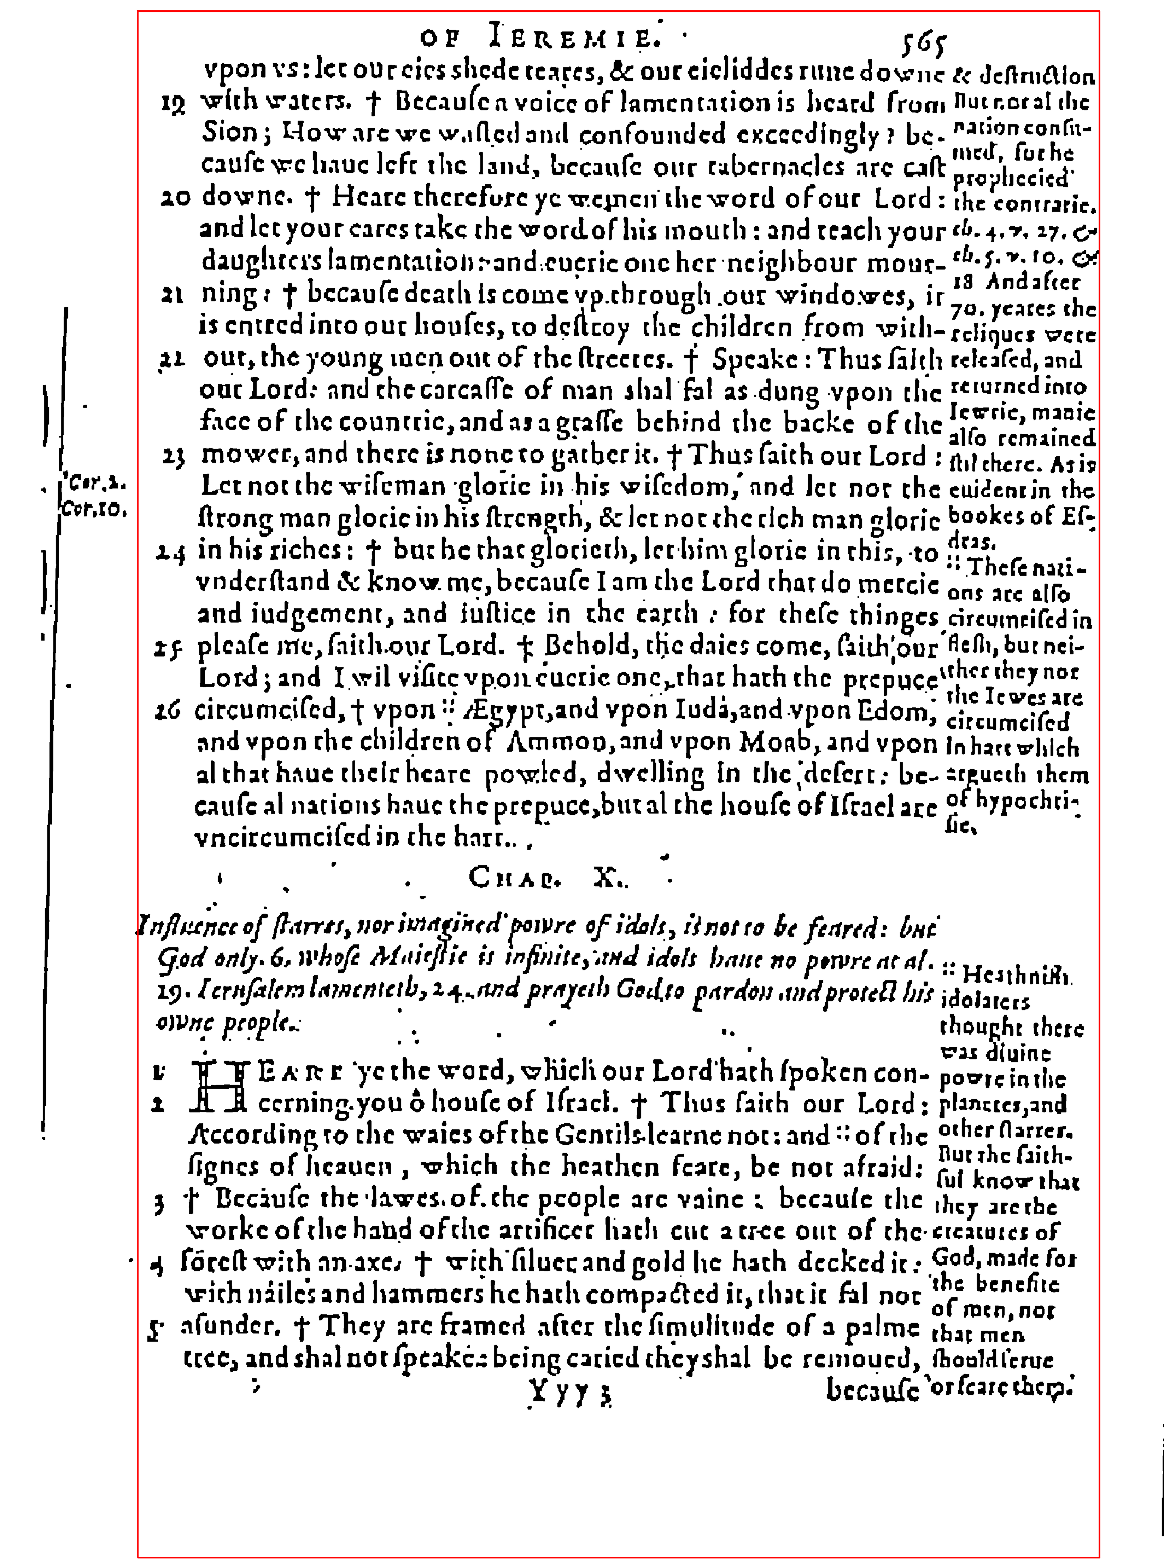 OF IEREMIE. 565
vpon vs: let our eies shede teares, & our eieliddes runne downe
19 with waters. † Becauſe a voice of lamentation is heard from
Sion; How are we waſted and confounded exceedingly? be-
cauſe we haue left the land, becauſe our tabernacles are caſt
20 downe. † Heare therefore ye wemen the word of our Lord:
and let your eares take the word of his mouth: and teach your
daughters lamentation: and euerie one her neighbour mour-
21 ning: † becauſe death is come vp through our windowes, it
is entred into our houſes, to deſtroy the children from with-
22 out, the young men out of the ſtreetes. † Speake: Thus ſaith
our Lord: and the carcaſſe of man shal fal as dung vpon the
face of the countrie, and as a graſſe behind the backe of the
23 mower, and there is none to gather it. † Thus ſaith our Lord:
Let not the wiſeman glorie in his wiſedom, and let not the
ſtrong man glorie in his ſtrength, & let not the rich man glorie
24 in his riches: † but he that glorieth, let him glorie in this, to
vnderſtand & know me, becauſe I am the Lord that do mercie
and iudgement, and iuſtice in the earth: for theſe thinges
25 pleaſe me, ſaith our Lord. † Behold, the daies come, ſaith our
Lord; and I wil viſite vpon euerie one, that hath the prepuce
26 circumciſed, † vpon :: Ægypt, and vpon Iuda, and vpon Edom,
and vpon the children of Ammon, and vpon Moab, and vpon
al that haue their heare powled, dwelling in the deſert: be-
cauſe al nations haue the prepuce, but al the houſe of Iſrael are
vncircumciſed in the hart.
& deſtruction
But not al the
nation conſu-
med, for he
prophecied
the contrarie.
ch. 4. v. 27. &
ch. 5. v. 10. &
18 And after
70. yeares the
reliques were
releaſed, and
returned into
Iewrie, manie
alſo remained
ſtil there. As is
euident in the
bookes of Eſ-
dras.
:: Theſe nati-
ons are alſo
circumciſed in
fleſh, but nei-
ther they nor
the Iewes are
circumciſed
in hart which
argueth them
of hypocri-
ſie.
Cor. 1.
Cor. 10.
CHAP. X.
Influence of ſtarres, nor imagined powre of idols, is not to be feared: but
God only. 6. whoſe Maieſtie is infinite, and idols haue no powre at al.
19. Ieruſalem lamenteth, 24. and prayeth God to pardon and protect his
owne people.
1 HEARE ye the word, which our Lord hath ſpoken con-
2 cerning you ô houſe of Iſrael. † Thus ſaith our Lord:
According to the waies of the Gentils learne not: and :: of the
ſignes of heauen, which the heathen feare, be not afraid:
3 † Becauſe the lawes of the people are vaine: becauſe the
worke of the hand of the artificer hath cut a tree out of the
4 foreſt with an axe, † with ſiluer and gold he hath decked it:
with nailes and hammers he hath compacted it, that it fal not
5 aſunder. † They are framed after the ſimilitude of a palme
tree, and shal not ſpeake: being caried they shal be remoued,
:: Heathniſh
idolaters
thought there
was diuine
powre in the
planetes, and
other ſtarrer.
But the faith-
ful know that
they are the
creatures of
God, made for
the benefite
of men, not
that men
ſhould ſerue
or feare them.
Yyy 3 becauſe